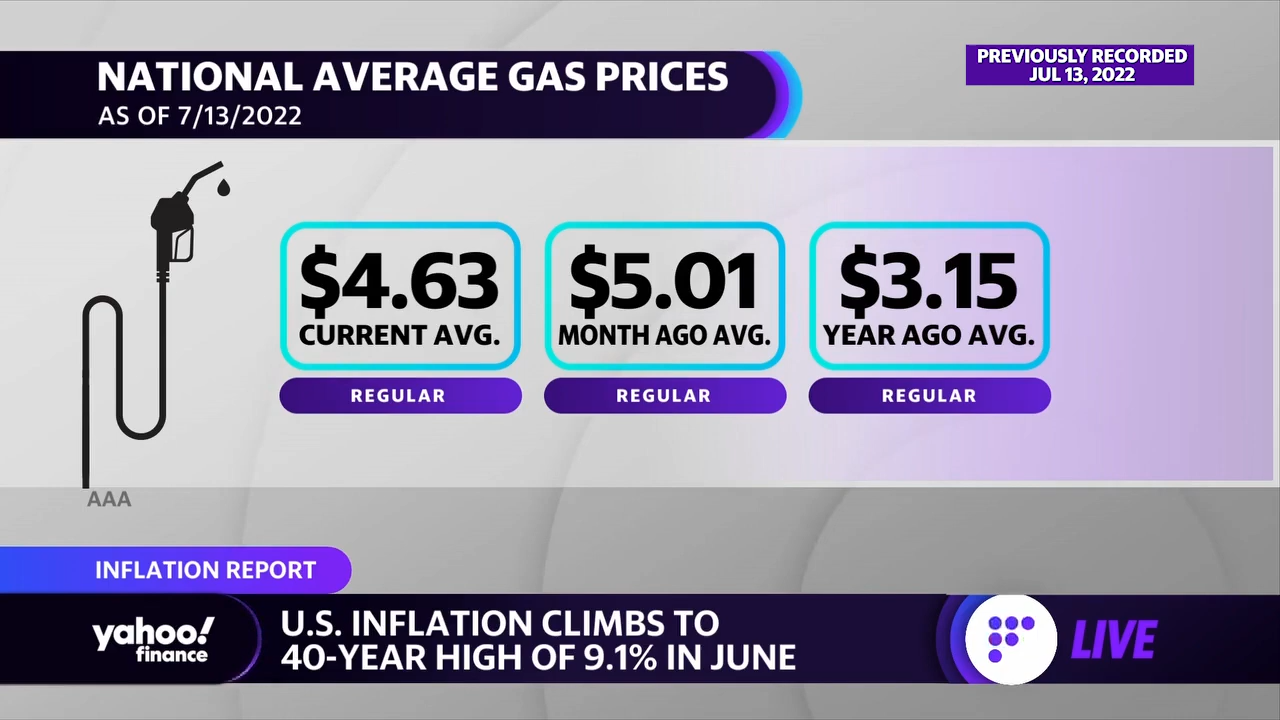 NATIONAL AVERAGE GAS PRICES
AS OF 7/13/2022
PREVIOUSLY RECORDED
JUL 13, 2022
$4.63
CURRENT AVG.
REGULAR
$5.01
MONTH AGO AVG.
REGULAR
$3.15
YEAR AGO AVG.
REGULAR
AAA
INFLATION REPORT
yahoo!
finance
U.S. INFLATION CLIMBS TO
40-YEAR HIGH OF 9.1% IN JUNE
LIVE